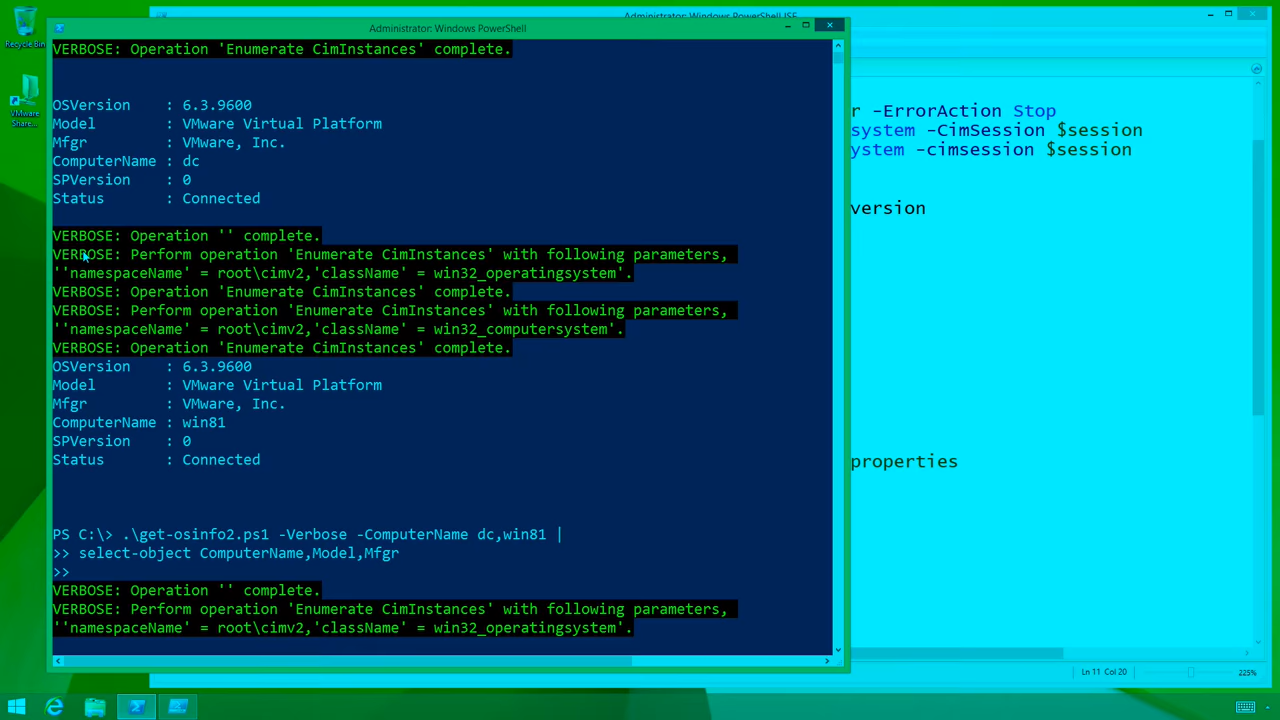 Administrator: Windows PowerShell ISE
Administrator: Windows PowerShell
Recycle Bin
VMware
Share...
VERBOSE: Operation 'Enumerate CimInstances' complete.
OSVersion : 6.3.9600
Model : VMware Virtual Platform
Mfgr : VMware, Inc.
ComputerName : dc
SPVersion : 0
Status : Connected
VERBOSE: Operation '' complete.
VERBOSE: Perform operation 'Enumerate CimInstances' with following parameters,
''namespaceName' = root\cimv2,'className' = win32_operatingsystem'.
VERBOSE: Operation 'Enumerate CimInstances' complete.
VERBOSE: Perform operation 'Enumerate CimInstances' with following parameters,
''namespaceName' = root\cimv2,'className' = win32_computersystem'.
VERBOSE: Operation 'Enumerate CimInstances' complete.
OSVersion : 6.3.9600
Model : VMware Virtual Platform
Mfgr : VMware, Inc.
ComputerName : win81
SPVersion : 0
Status : Connected
PS C:\> .\get-osinfo2.ps1 -Verbose -ComputerName dc,win81 |
>> select-object ComputerName,Model,Mfgr
>>
VERBOSE: Operation '' complete.
VERBOSE: Perform operation 'Enumerate CimInstances' with following parameters,
''namespaceName' = root\cimv2,'className' = win32_operatingsystem'.
r -ErrorAction Stop
system -CimSession $session
ystem -cimsession $session
version
properties
Ln 11 Col 20
225%